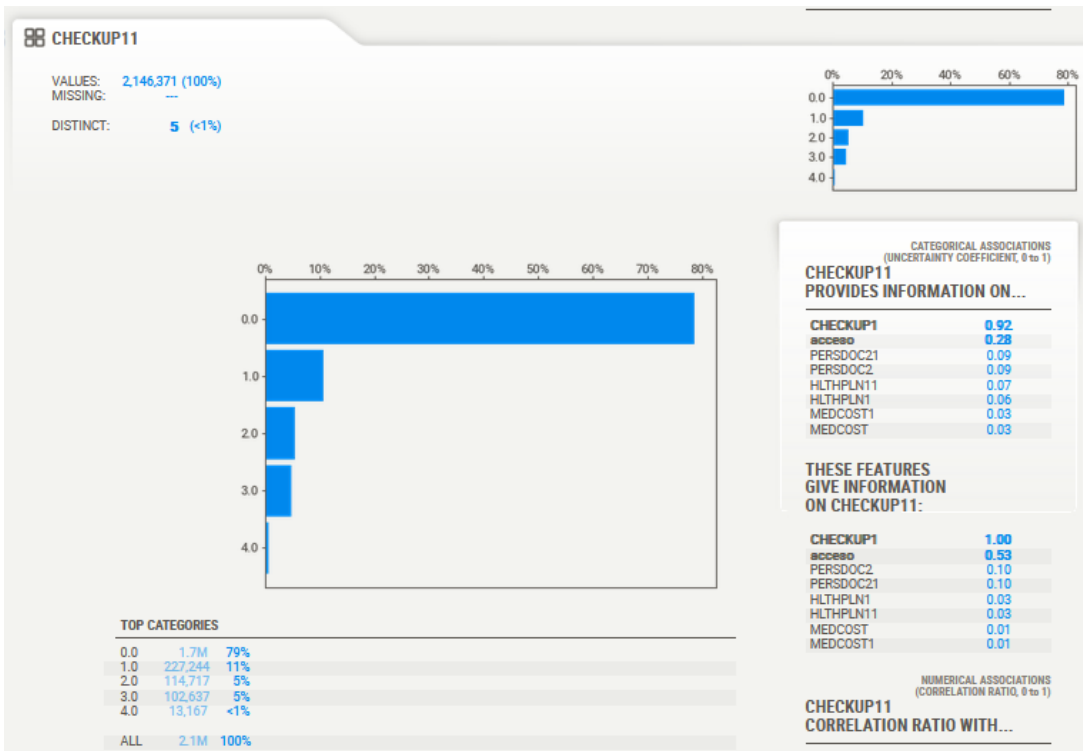 CHECKUP11
VALUES: 2,146,371 (100%)
MISSING: ---
DISTINCT: 5 (<1%)
0% 20% 40% 60% 80%
0.0
1.0
2.0
3.0
4.0
0% 10% 20% 30% 40% 50% 60% 70% 80%
0.0
1.0
2.0
3.0
4.0
TOP CATEGORIES
0.0 1.7M 79%
1.0 227,244 11%
2.0 114,717 5%
3.0 102,637 5%
4.0 13,167 <1%
ALL 2.1M 100%
CATEGORICAL ASSOCIATIONS
(UNCERTAINTY COEFFICIENT, 0 to 1)
CHECKUP11
PROVIDES INFORMATION ON...
CHECKUP1 0.92
acceso 0.28
PERSDOC21 0.09
PERSDOC2 0.09
HLTHPLN11 0.07
HLTHPLN1 0.06
MEDCOST1 0.03
MEDCOST 0.03
THESE FEATURES
GIVE INFORMATION
ON CHECKUP11:
CHECKUP1 1.00
acceso 0.53
PERSDOC2 0.10
PERSDOC21 0.10
HLTHPLN1 0.03
HLTHPLN11 0.03
MEDCOST 0.01
MEDCOST1 0.01
NUMERICAL ASSOCIATIONS
(CORRELATION RATIO, 0 to 1)
CHECKUP11
CORRELATION RATIO WITH...